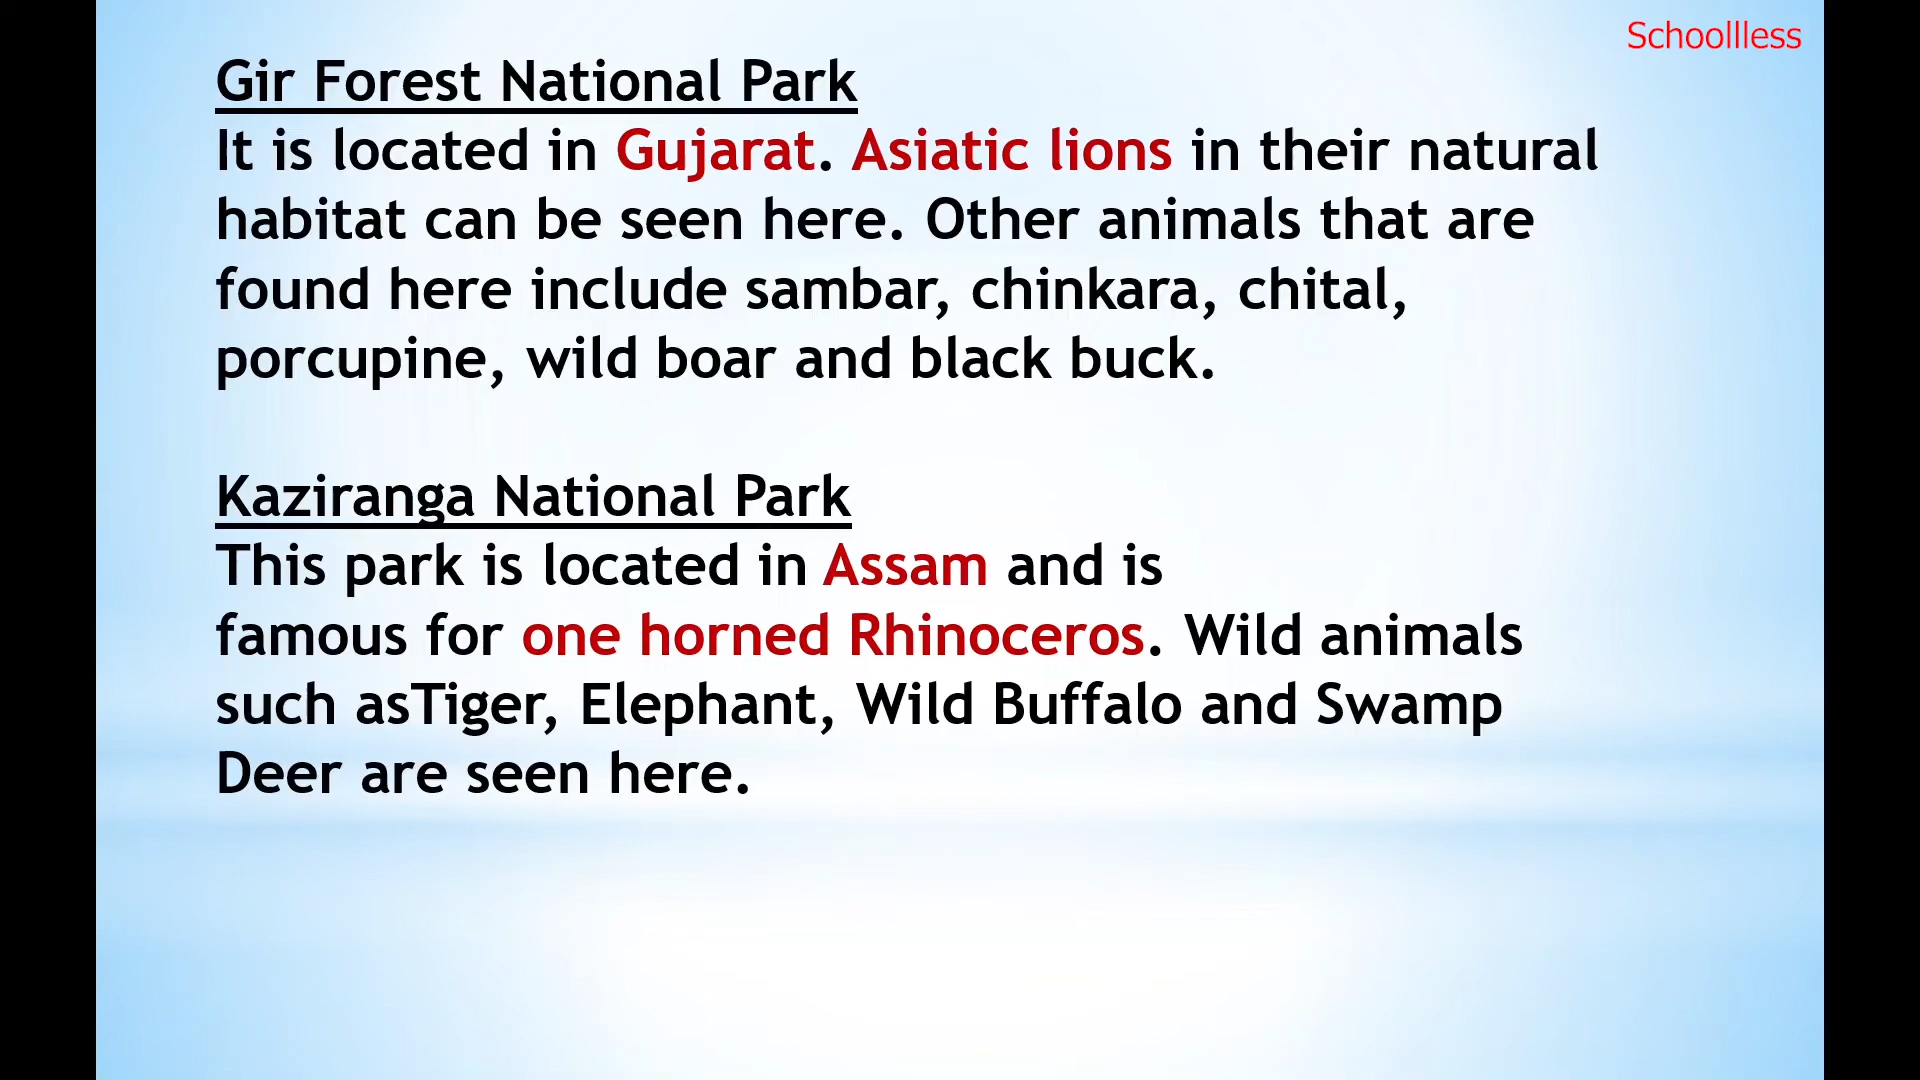 Schoollless
Gir Forest National Park
It is located in Gujarat. Asiatic lions in their natural
habitat can be seen here. Other animals that are
found here include sambar, chinkara, chital,
porcupine, wild boar and black buck.
Kaziranga National Park
This park is located in Assam and is
famous for one horned Rhinoceros. Wild animals
such asTiger, Elephant, Wild Buffalo and Swamp
Deer are seen here.